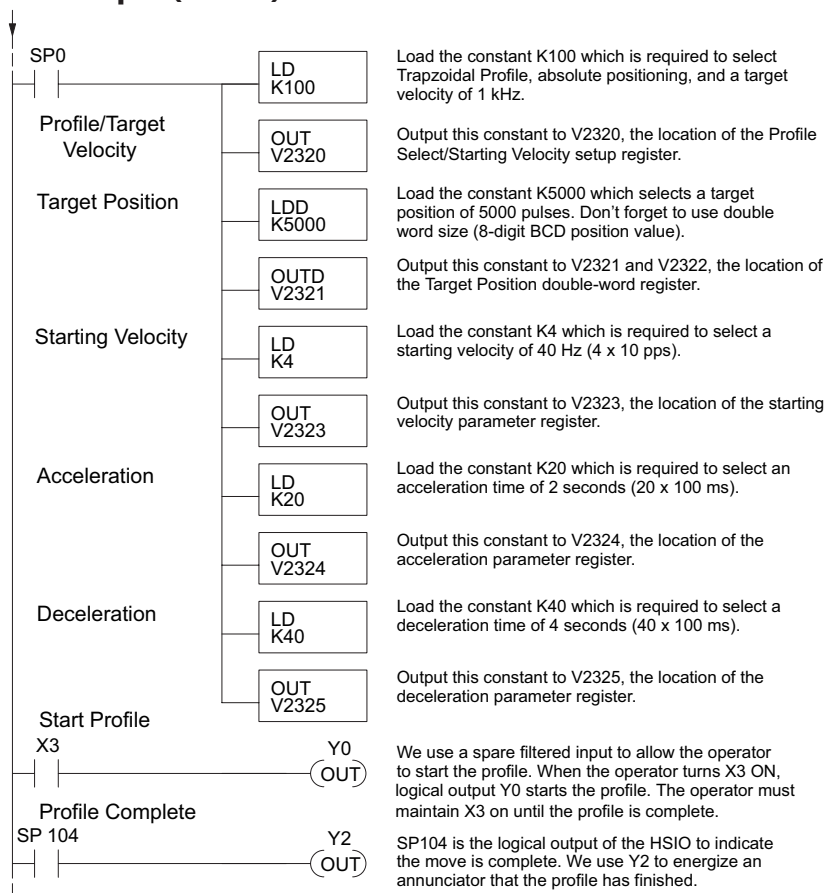 SP0
LD
K100
Load the constant K100 which is required to select
Trapzoidal Profile, absolute positioning, and a target
velocity of 1 kHz.
Profile/Target
Velocity
OUT
V2320
Output this constant to V2320, the location of the Profile
Select/Starting Velocity setup register.
Target Position
LDD
K5000
Load the constant K5000 which selects a target
position of 5000 pulses. Don’t forget to use double
word size (8-digit BCD position value).
OUTD
V2321
Output this constant to V2321 and V2322, the location of
the Target Position double-word register.
Starting Velocity
LD
K4
Load the constant K4 which is required to select a
starting velocity of 40 Hz (4 x 10 pps).
OUT
V2323
Output this constant to V2323, the location of the starting
velocity parameter register.
Acceleration
LD
K20
Load the constant K20 which is required to select an
acceleration time of 2 seconds (20 x 100 ms).
OUT
V2324
Output this constant to V2324, the location of the
acceleration parameter register.
Deceleration
LD
K40
Load the constant K40 which is required to select a
deceleration time of 4 seconds (40 x 100 ms).
OUT
V2325
Output this constant to V2325, the location of the
deceleration parameter register.
Start Profile
X3
Y0
OUT
We use a spare filtered input to allow the operator
to start the profile. When the operator turns X3 ON,
logical output Y0 starts the profile. The operator must
maintain X3 on until the profile is complete.
Profile Complete
SP 104
Y2
OUT
SP104 is the logical output of the HSIO to indicate
the move is complete. We use Y2 to energize an
annunciator that the profile has finished.